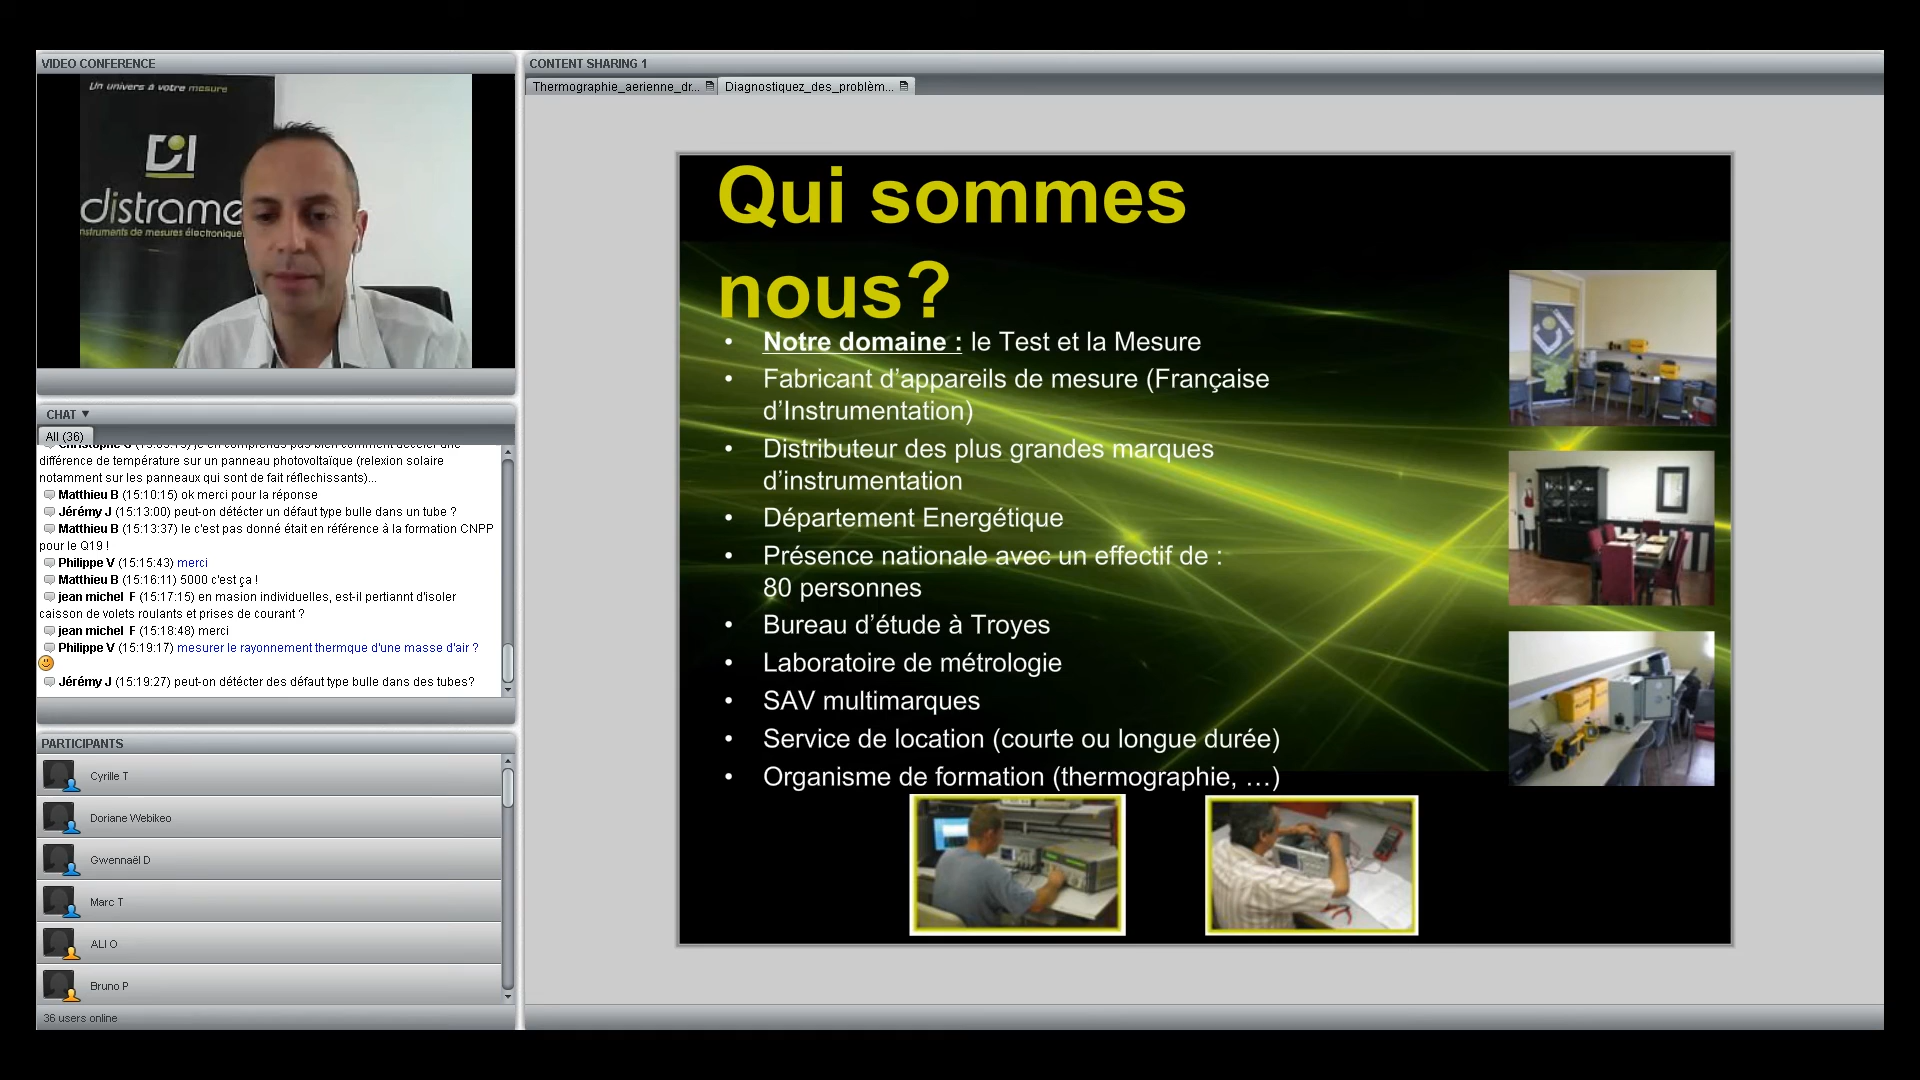 VIDEO CONFERENCE
Un univers à votre mesure
distrame
nstruments de mesures électronique
CHAT
All (36)
différence de température sur un panneau photovoltaïque (relexion solaire
notamment sur les panneaux qui sont de fait réflechissants)...
Matthieu B (15:10:15) ok merci pour la réponse
Jérémy J (15:13:00) peut-on détécter un défaut type bulle dans un tube ?
Matthieu B (15:13:37) le c'est pas donné était en référence à la formation CNPP
pour le Q19 !
Philippe V (15:15:43) merci
Matthieu B (15:16:11) 5000 c'est ça !
jean michel F (15:17:15) en masion individuelles, est-il pertiannt d'isoler
caisson de volets roulants et prises de courant ?
jean michel F (15:18:48) merci
Philippe V (15:19:17) mesurer le rayonnement thermque d'une masse d'air ?
Jérémy J (15:19:27) peut-on détécter des défaut type bulle dans des tubes?
PARTICIPANTS
Cyrille T
Doriane Webikeo
Gwennaël D
Marc T
ALI O
Bruno P
36 users online
CONTENT SHARING 1
Thermographie_aerienne_dr...
Diagnostiquez_des_problèm...
Qui sommes
nous?
• Notre domaine : le Test et la Mesure
• Fabricant d’appareils de mesure (Française
d’Instrumentation)
• Distributeur des plus grandes marques
d’instrumentation
• Département Energétique
• Présence nationale avec un effectif de :
80 personnes
• Bureau d’étude à Troyes
• Laboratoire de métrologie
• SAV multimarques
• Service de location (courte ou longue durée)
• Organisme de formation (thermographie, …)